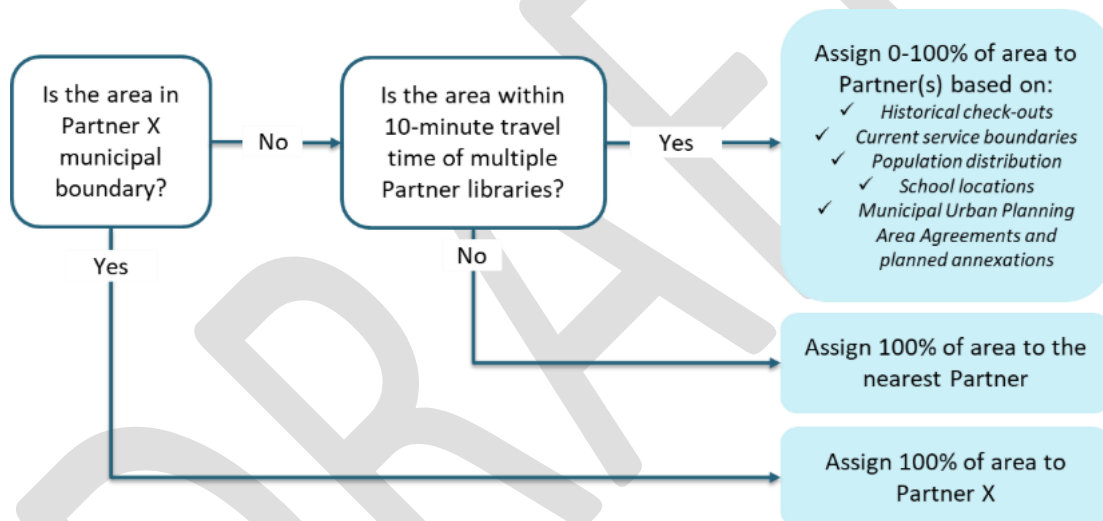 Is the area in
Partner X
municipal
boundary?
No
Is the area within
10-minute travel
time of multiple
Partner libraries?
Yes
Assign 0-100% of area to
Partner(s) based on:
✓ Historical check-outs
✓ Current service boundaries
✓ Population distribution
✓ School locations
✓ Municipal Urban Planning
Area Agreements and
planned annexations
No
Assign 100% of area to the
nearest Partner
Yes
Assign 100% of area to
Partner X
DRAFT